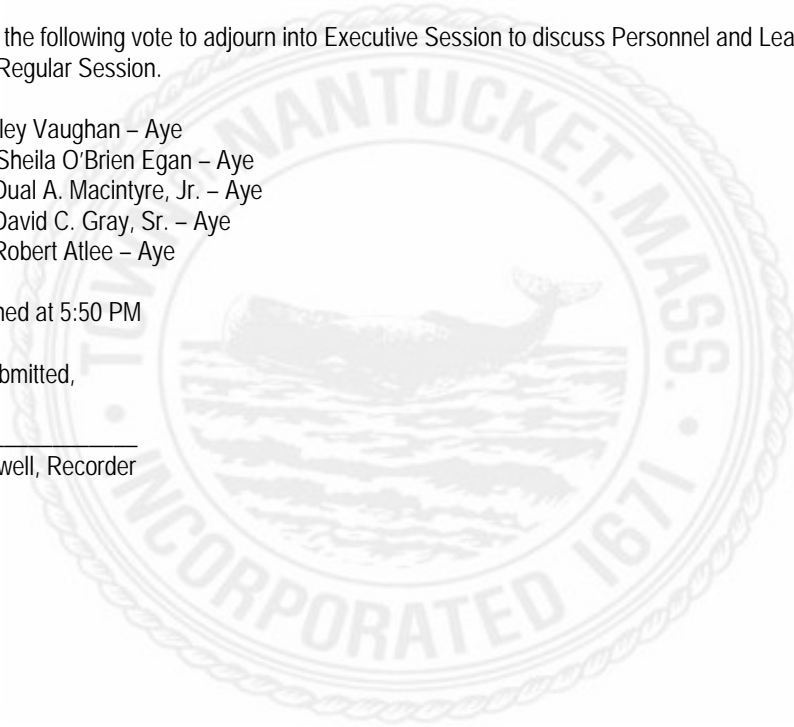 the following vote to adjourn into Executive Session to discuss Personnel and Lea
Regular Session.
ley Vaughan – Aye
Sheila O’Brien Egan – Aye
Dual A. Macintyre, Jr. – Aye
David C. Gray, Sr. – Aye
Robert Atlee – Aye
ned at 5:50 PM
bmitted,
well, Recorder
TOWN OF NANTUCKET, MASS.
INCORPORATED 1671